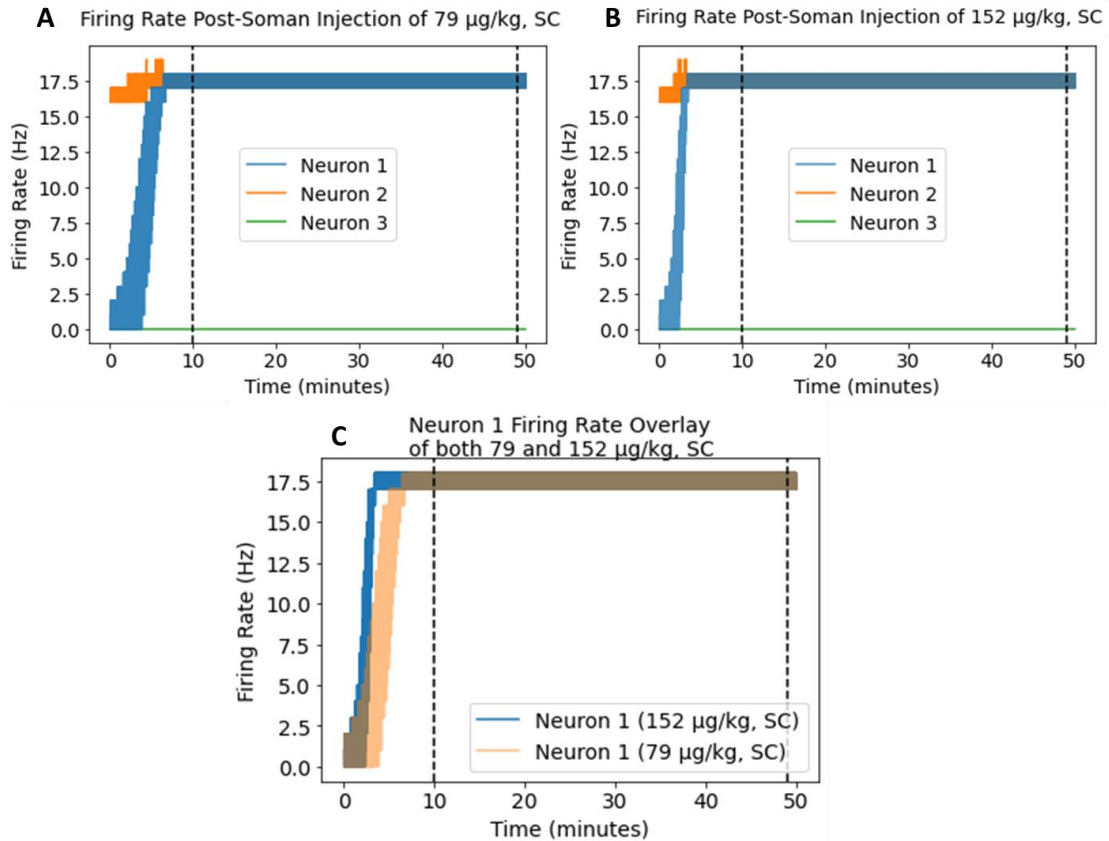 A
Firing Rate Post-Soman Injection of 79 µg/kg, SC
Firing Rate (Hz)
17.5
15.0
12.5
10.0
7.5
5.0
2.5
0.0
Neuron 1
Neuron 2
Neuron 3
0 10 20 30 40 50
Time (minutes)
B
Firing Rate Post-Soman Injection of 152 µg/kg, SC
Firing Rate (Hz)
17.5
15.0
12.5
10.0
7.5
5.0
2.5
0.0
Neuron 1
Neuron 2
Neuron 3
0 10 20 30 40 50
Time (minutes)
C
Neuron 1 Firing Rate Overlay
of both 79 and 152 µg/kg, SC
Firing Rate (Hz)
17.5
15.0
12.5
10.0
7.5
5.0
2.5
0.0
Neuron 1 (152 µg/kg, SC)
Neuron 1 (79 µg/kg, SC)
0 10 20 30 40 50
Time (minutes)